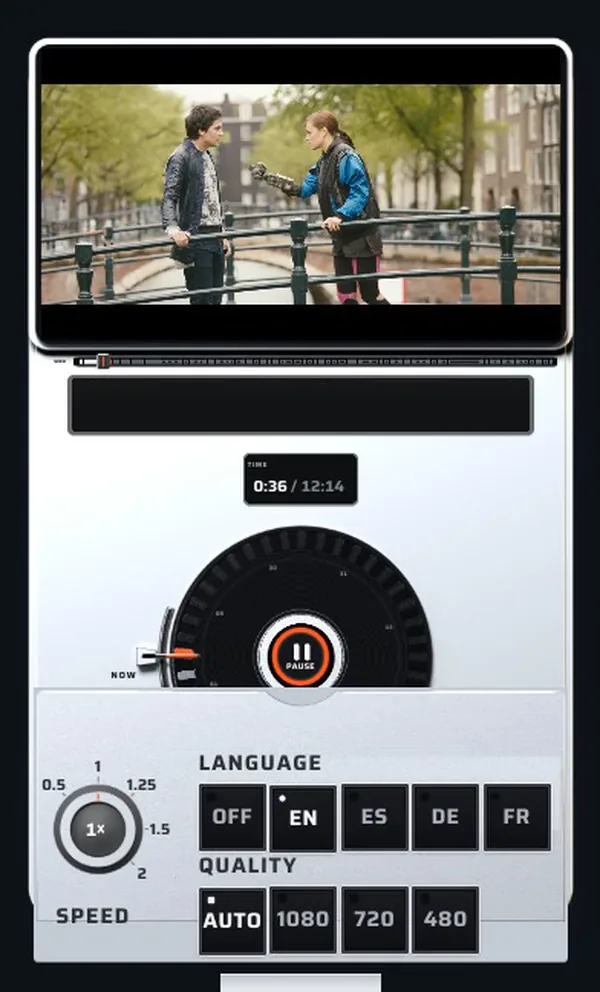 TIME
0:36 / 12:14
PAUSE
NOW
LANGUAGE
OFF EN ES DE FR
QUALITY
AUTO 1080 720 480
0.5 1 1.25 1.5 2
1x
SPEED